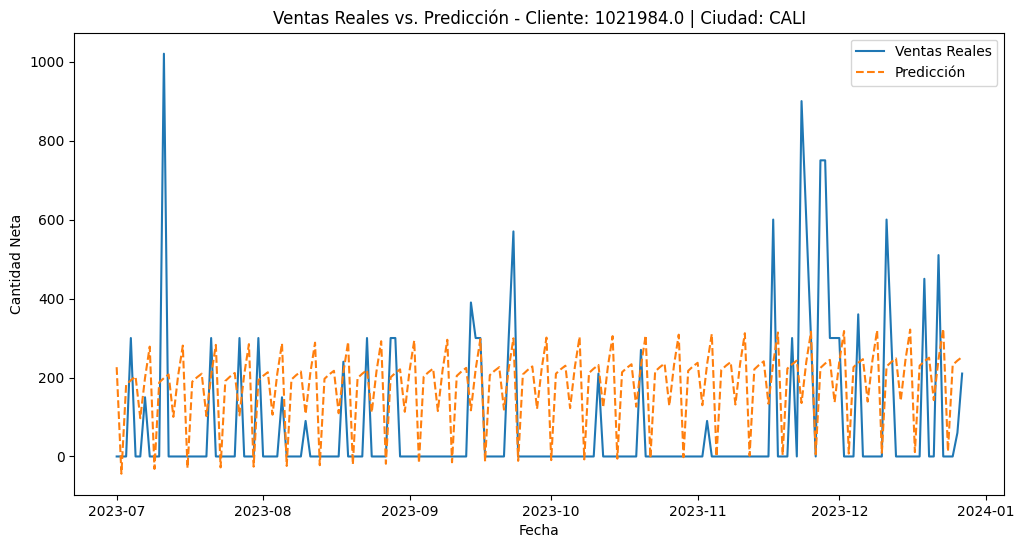 Ventas Reales vs. Predicción - Cliente: 1021984.0 | Ciudad: CALI
Ventas Reales
Predicción
Cantidad Neta
1000
800
600
400
200
0
2023-07
2023-08
2023-09
2023-10
2023-11
2023-12
2024-01
Fecha